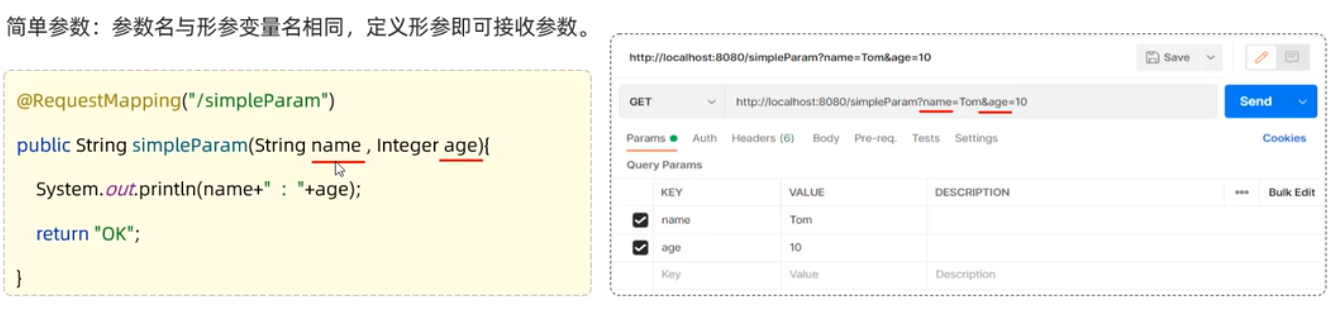 简单参数：参数名与形参变量名相同，定义形参即可接收参数。
@RequestMapping("/simpleParam")
public String simpleParam(String name , Integer age){
System.out.println(name+" : "+age);
return "OK";
}
http://localhost:8080/simpleParam?name=Tom&age=10
Save
GET http://localhost:8080/simpleParam?name=Tom&age=10 Send
Params Auth Headers (6) Body Pre-req. Tests Settings Cookies
Query Params
KEY VALUE DESCRIPTION ••• Bulk Edit
name Tom
age 10
Key Value Description